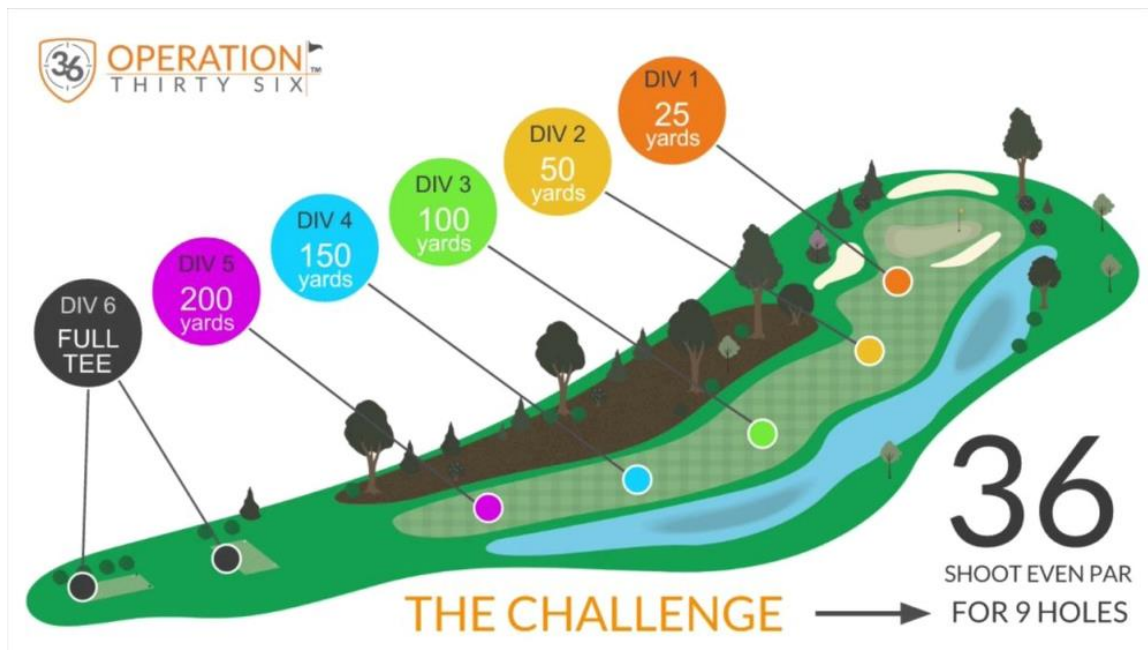 36
OPERATION
THIRTY SIX
TM
DIV 1
25
yards
DIV 2
50
yards
DIV 3
100
yards
DIV 4
150
yards
DIV 5
200
yards
DIV 6
FULL
TEE
36
SHOOT EVEN PAR
THE CHALLENGE FOR 9 HOLES